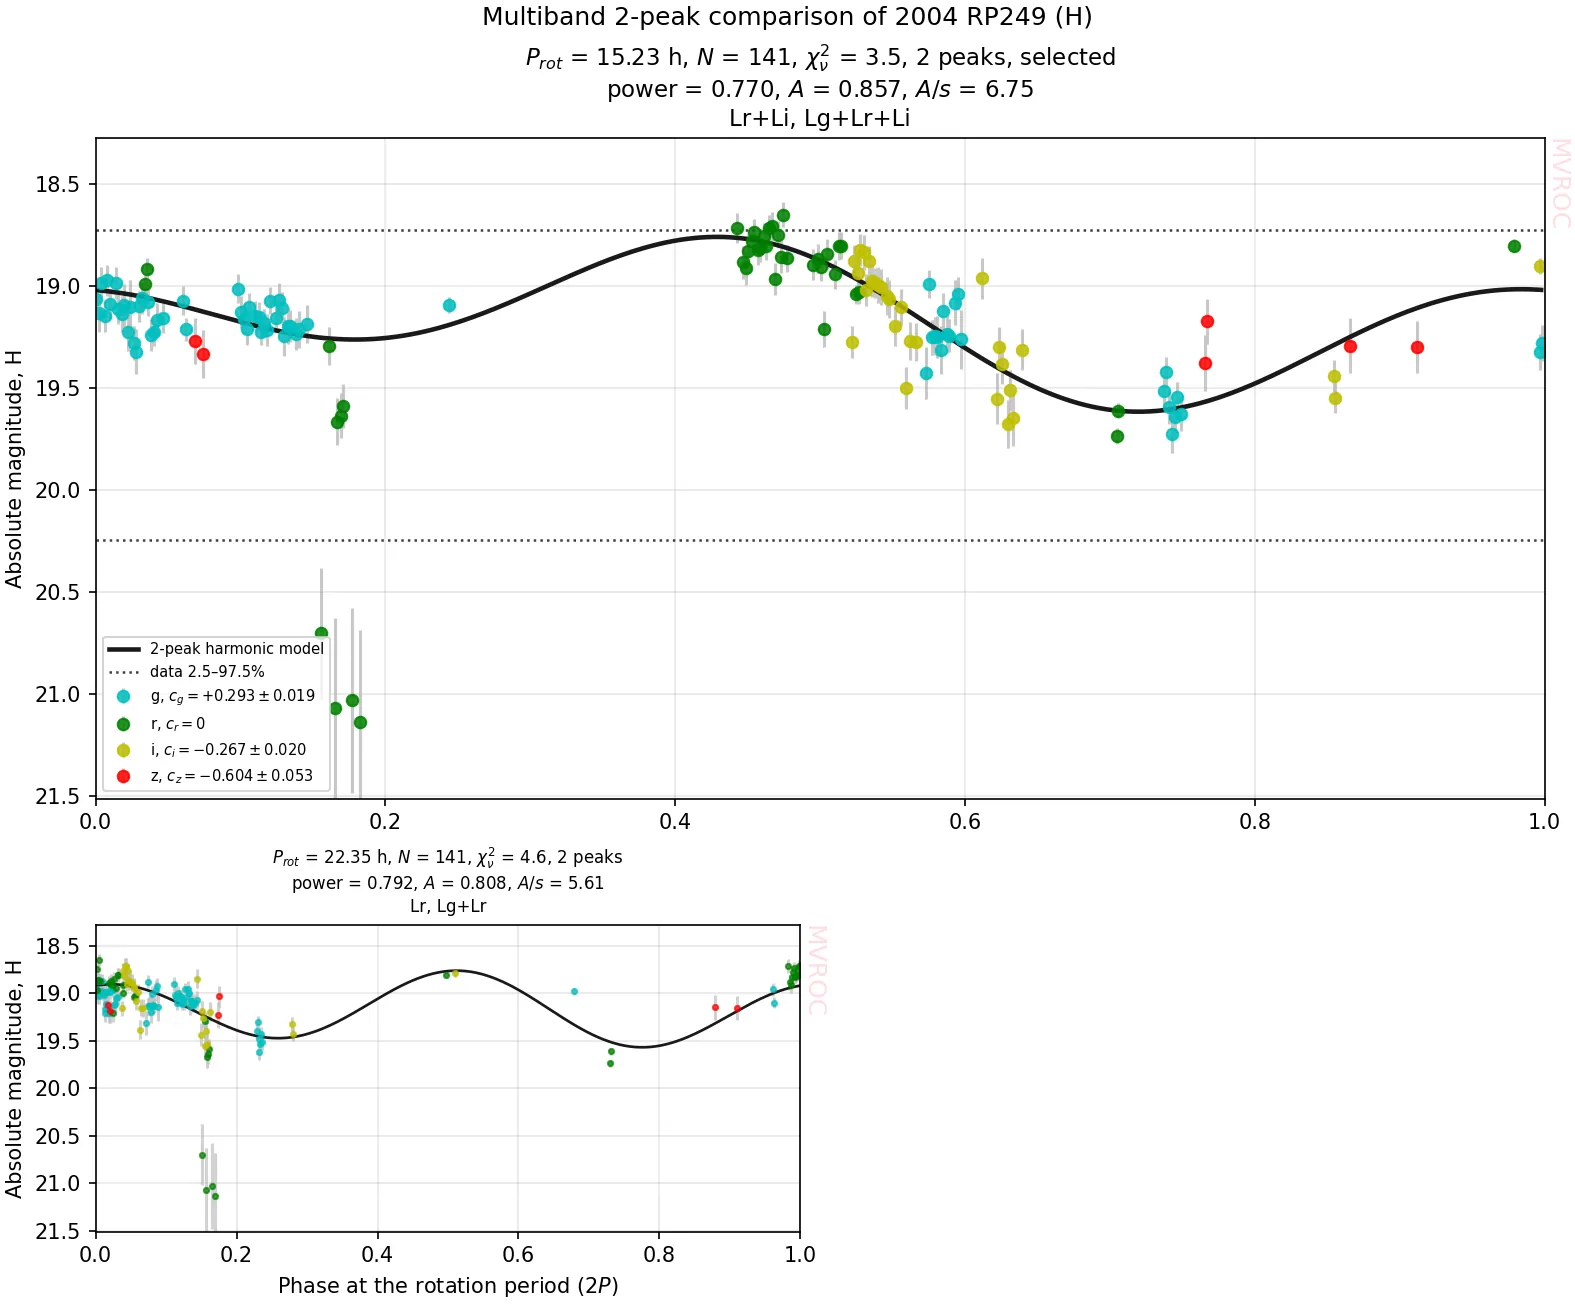 Multiband 2-peak comparison of 2004 RP249 (H)
P_rot = 15.23 h, N = 141, χ²_ν = 3.5, 2 peaks, selected
power = 0.770, A = 0.857, A/s = 6.75
Lr+Li, Lg+Lr+Li
MVROC
Absolute magnitude, H
18.5
19.0
19.5
20.0
20.5
21.0
21.5
2-peak harmonic model
data 2.5–97.5%
g, c_g = +0.293 ± 0.019
r, c_r = 0
i, c_i = −0.267 ± 0.020
z, c_z = −0.604 ± 0.053
0.0 0.2 0.4 0.6 0.8 1.0
P_rot = 22.35 h, N = 141, χ²_ν = 4.6, 2 peaks
power = 0.792, A = 0.808, A/s = 5.61
Lr, Lg+Lr
MVROC
Absolute magnitude, H
18.5
19.0
19.5
20.0
20.5
21.0
21.5
0.0 0.2 0.4 0.6 0.8 1.0
Phase at the rotation period (2P)